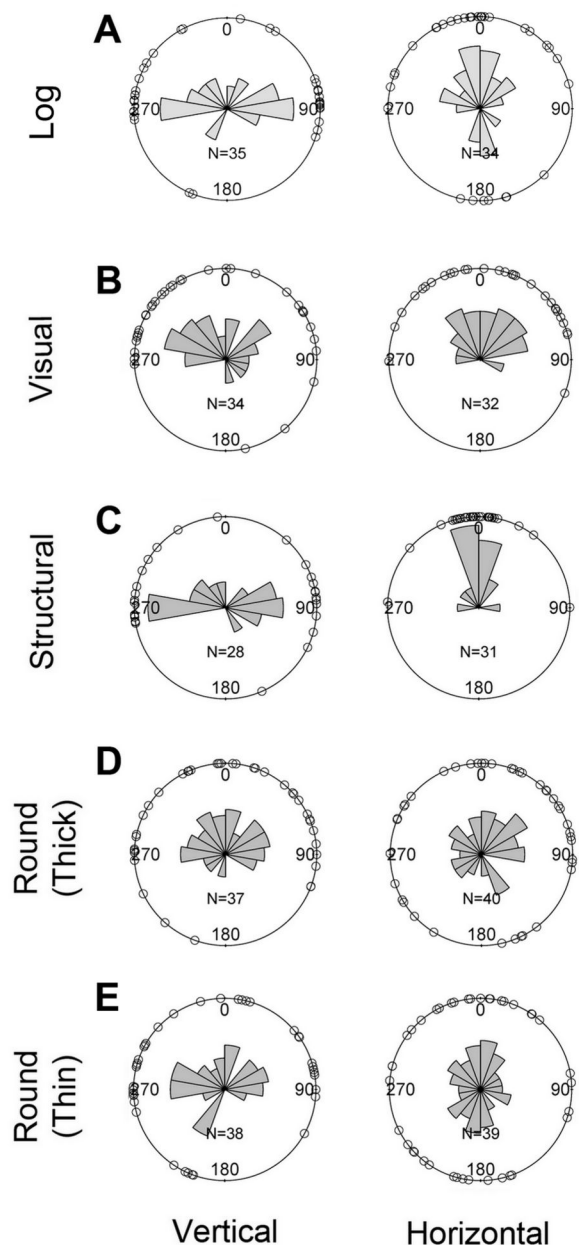 A
Log
0
270
90
N=35
180
0
270
90
N=34
180
B
Visual
0
270
90
N=34
180
0
270
90
N=32
180
C
Structural
0
270
90
N=28
180
0
270
90
N=31
180
D
Round
(Thick)
0
270
90
N=37
180
0
270
90
N=40
180
E
Round
(Thin)
0
270
90
N=38
180
0
270
90
N=39
180
Vertical
Horizontal